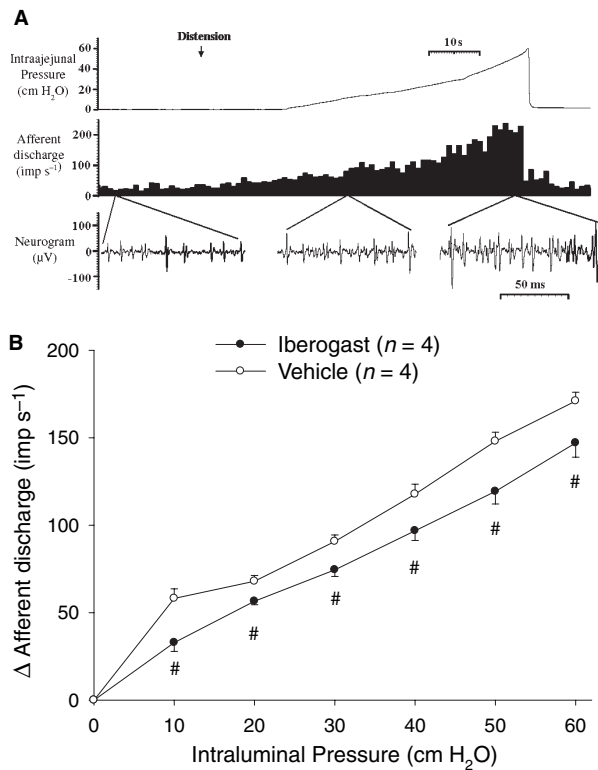 A
Distension
10 s
Intraajejunal
Pressure
(cm H₂O)
60
40
20
0
Afferent
discharge
(imp s⁻¹)
200
100
0
Neurogram
(µV)
100
0
-100
50 ms
B
Iberogast (n = 4)
Vehicle (n = 4)
Δ Afferent discharge (imp s⁻¹)
200
150
100
50
0
# # # # # #
0 10 20 30 40 50 60
Intraluminal Pressure (cm H₂O)